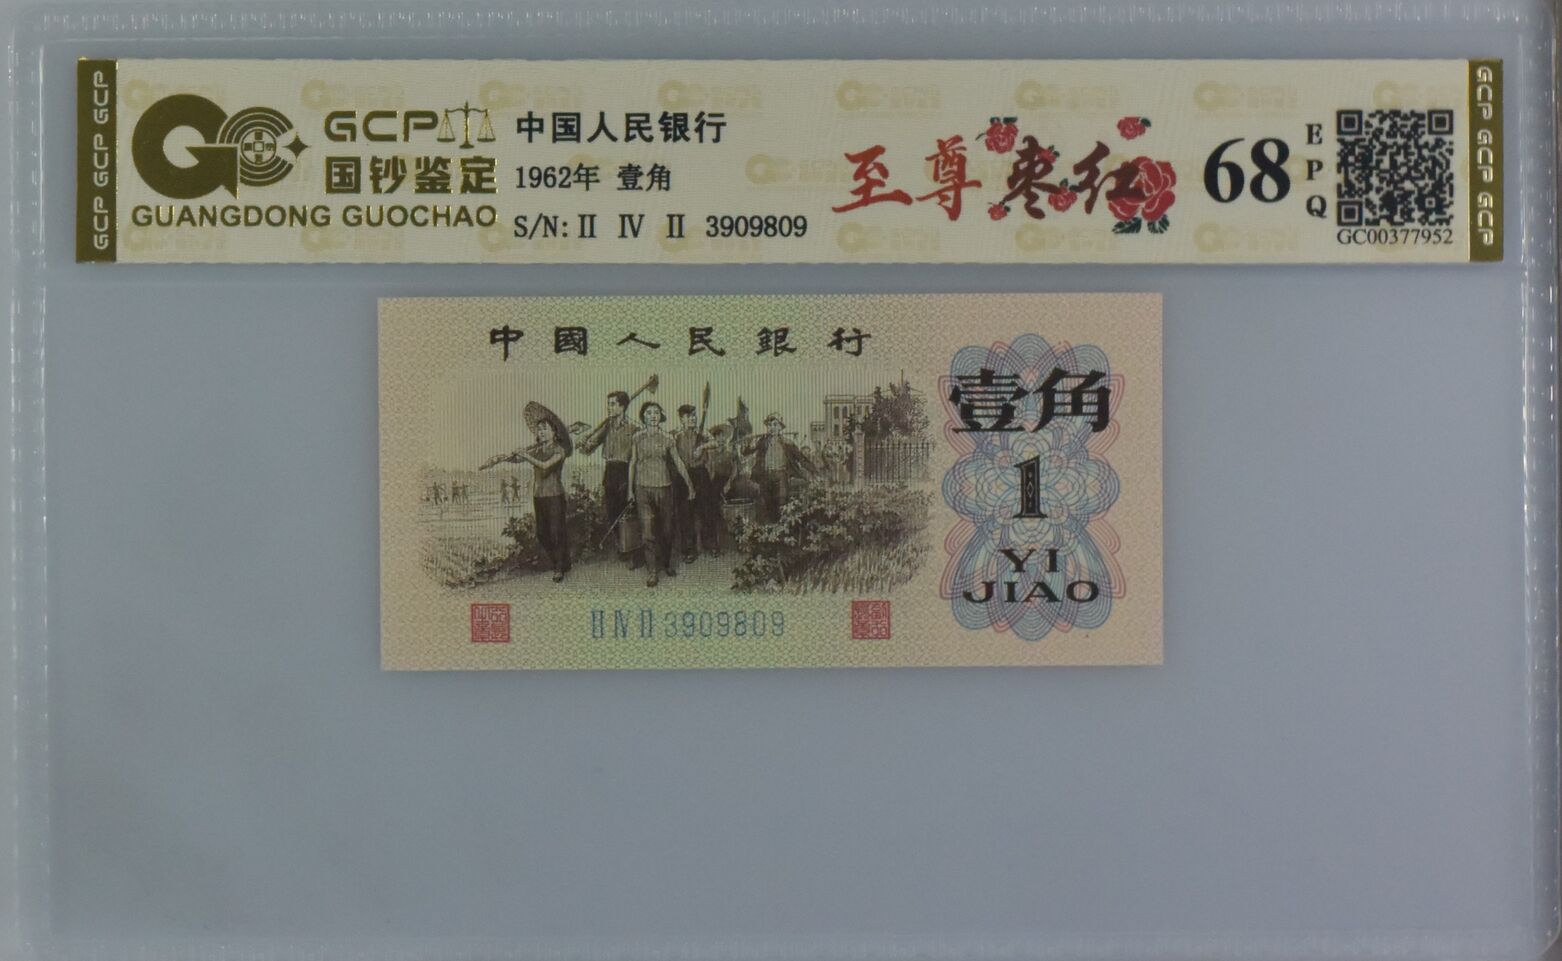 GCP GCP GCP
GCP
国钞鉴定
GUANGDONG GUOCHAO
中国人民银行
1962年 壹角
S/N: II IV II 3909809
至尊枣红
68
EPQ
GC00377952
GCP GCP GCP
中國人民銀行
壹角
1
YI
JIAO
II IV II 3909809